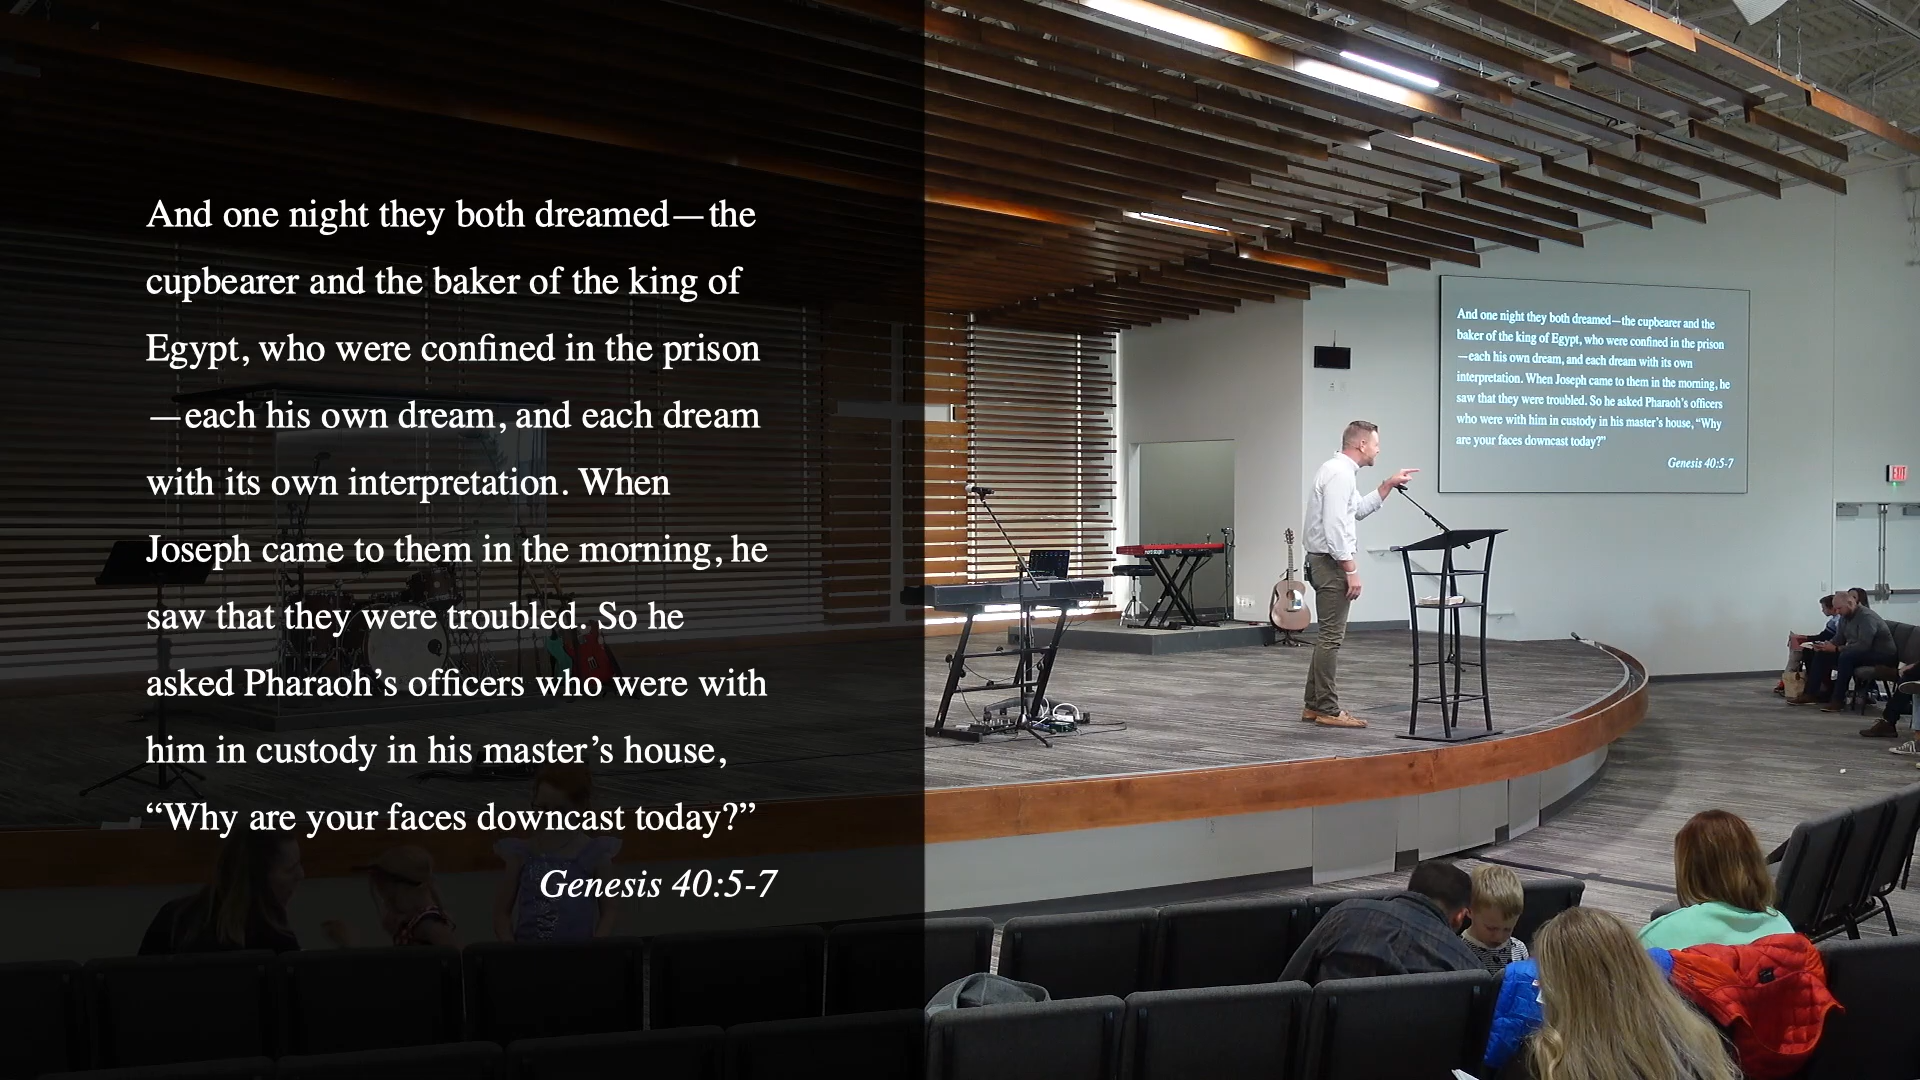 And one night they both dreamed—the
cupbearer and the baker of the king of
Egypt, who were confined in the prison
—each his own dream, and each dream
with its own interpretation. When
Joseph came to them in the morning, he
saw that they were troubled. So he
asked Pharaoh’s officers who were with
him in custody in his master’s house,
“Why are your faces downcast today?”
Genesis 40:5-7
And one night they both dreamed—the cupbearer and the
baker of the king of Egypt, who were confined in the prison
—each his own dream, and each dream with its own
interpretation. When Joseph came to them in the morning, he
saw that they were troubled. So he asked Pharaoh’s officers
who were with him in custody in his master’s house, “Why
are your faces downcast today?”
Genesis 40:5-7
EXIT